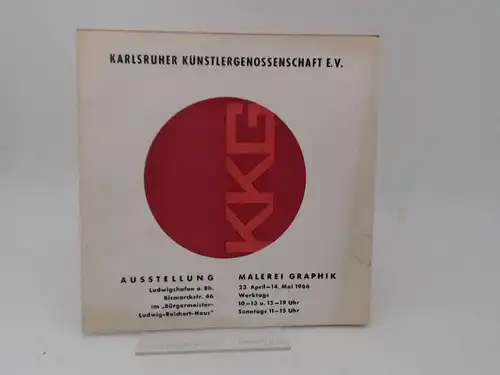 KARLSRUHER KÜNSTLERGENOSSENSCHAFT E.V.
KKG
AUSSTELLUNG
Ludwigshafen a. Rh.
Bismarckstr. 46
im „Bürgermeister-
Ludwig-Reichert-Haus"
MALEREI GRAPHIK
23. April–14. Mai 1966
Werktags
10–13 u. 15–19 Uhr
Sonntags 11–15 Uhr